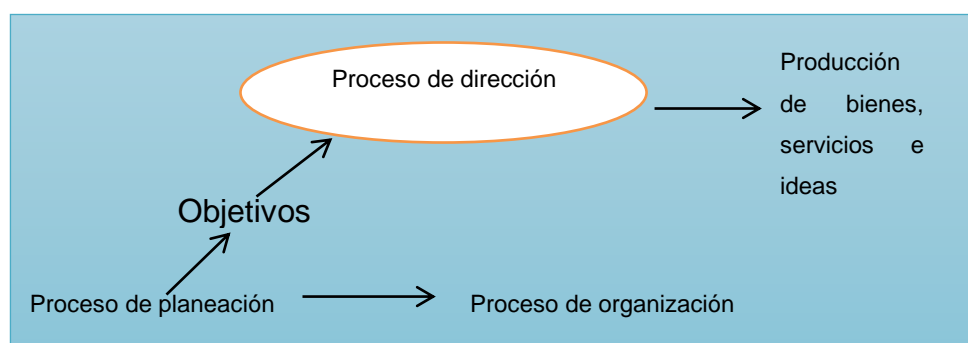 Proceso de dirección
Producción
de bienes,
servicios e
ideas
Objetivos
Proceso de planeación
Proceso de organización